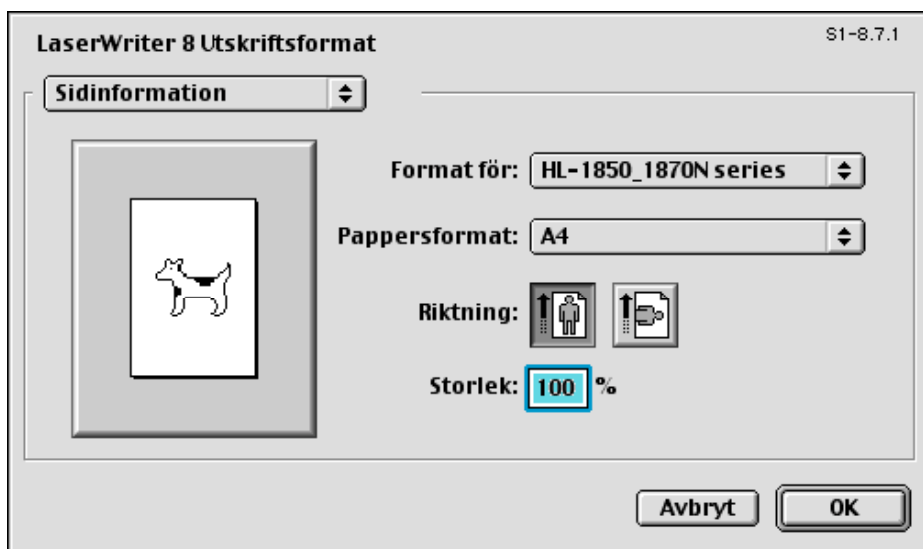 LaserWriter 8 Utskriftsformat
S1-8.7.1
Sidinformation
Format för: HL-1850_1870N series
Pappersformat: A4
Riktning:
Storlek: 100 %
Avbryt OK